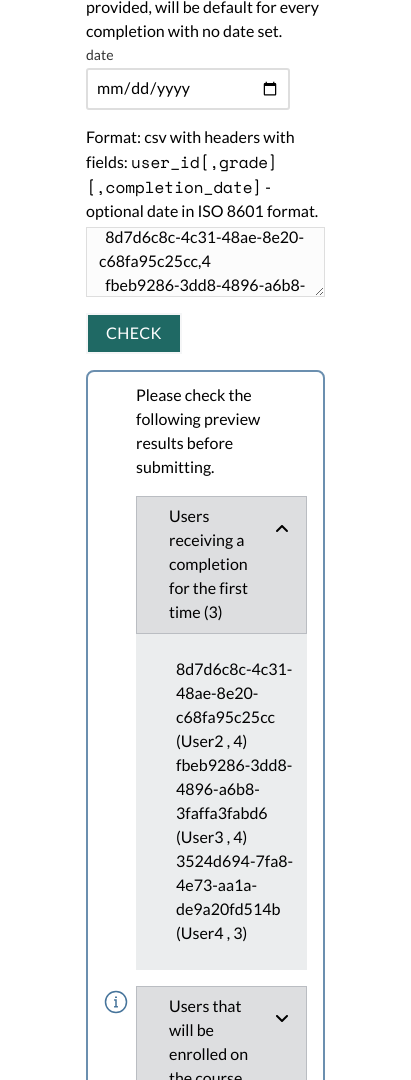 provided, will be default for every
completion with no date set.
date
mm/dd/yyyy
Format: csv with headers with
fields: user_id[,grade]
[,completion_date] -
optional date in ISO 8601 format.
8d7d6c8c-4c31-48ae-8e20-
c68fa95c25cc,4
fbeb9286-3dd8-4896-a6b8-
CHECK
Please check the
following preview
results before
submitting.
Users
receiving a
completion
for the first
time (3)
8d7d6c8c-4c31-
48ae-8e20-
c68fa95c25cc
(User2 , 4)
fbeb9286-3dd8-
4896-a6b8-
3faffa3fabd6
(User3 , 4)
3524d694-7fa8-
4e73-aa1a-
de9a20fd514b
(User4 , 3)
Users that
will be
enrolled on
the course